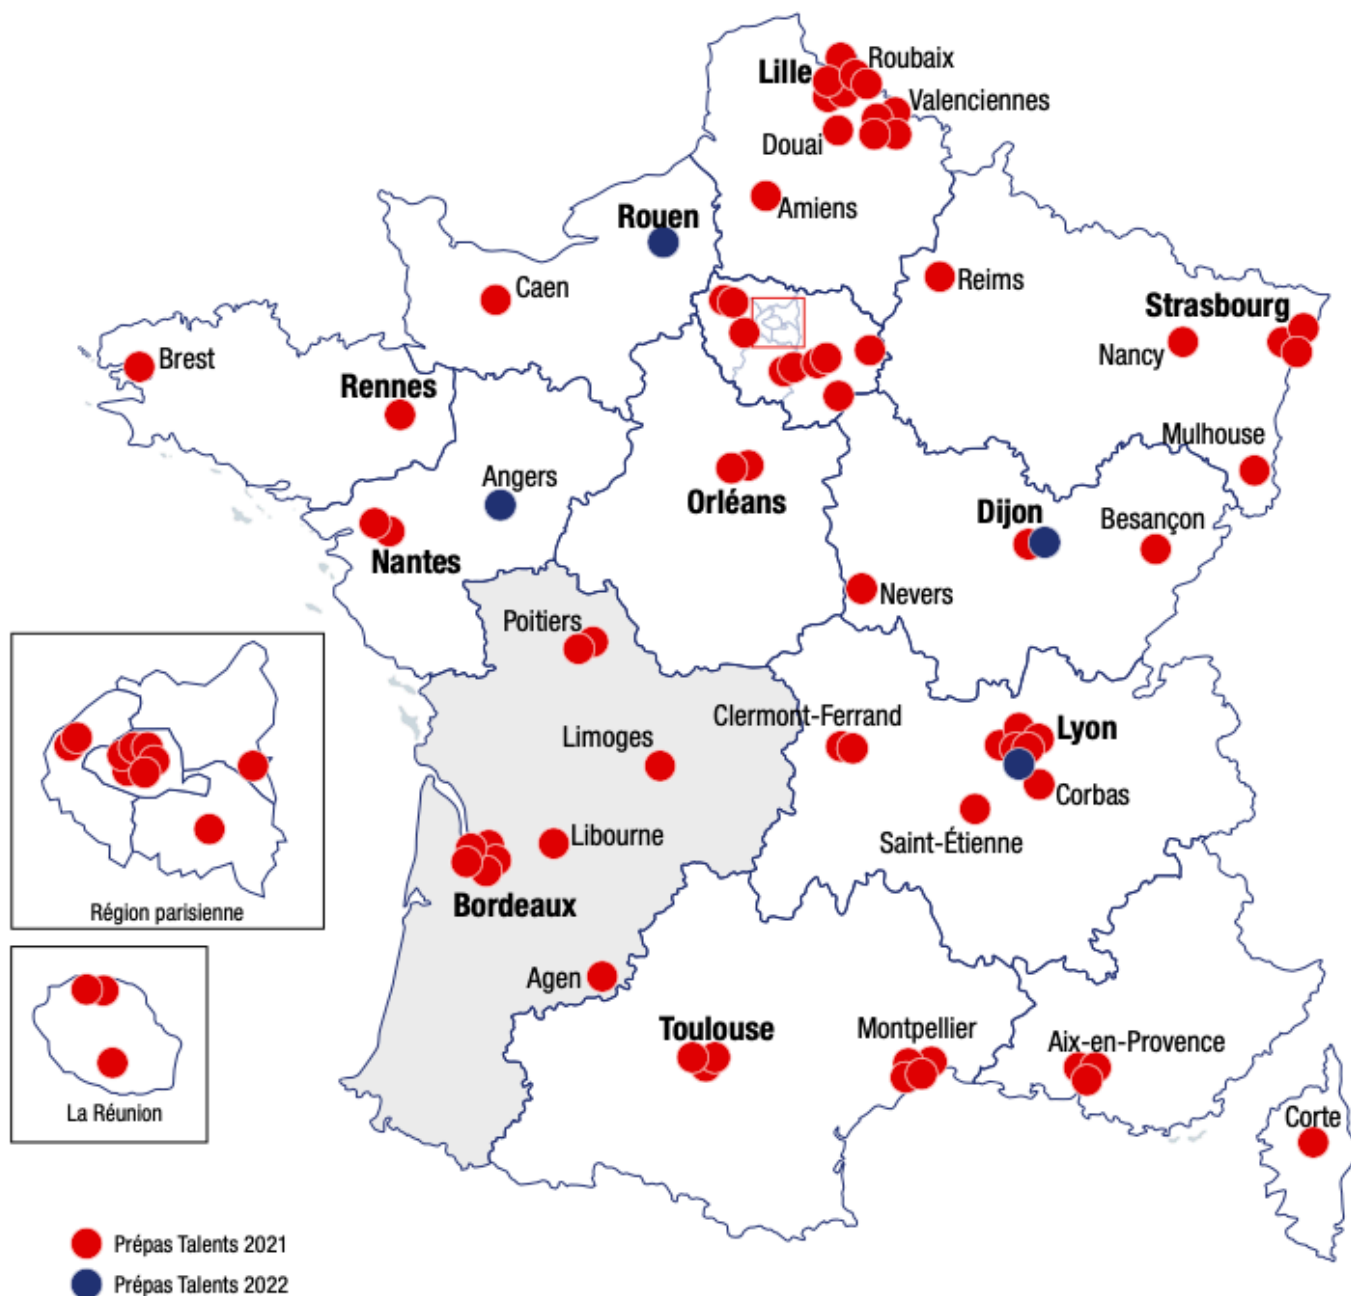 Roubaix
Lille
Valenciennes
Douai
Amiens
Rouen
Caen
Reims
Strasbourg
Nancy
Brest
Rennes
Mulhouse
Angers
Orléans
Dijon
Besançon
Nantes
Nevers
Poitiers
Clermont-Ferrand
Limoges
Lyon
Corbas
Libourne
Saint-Étienne
Bordeaux
Région parisienne
Agen
Toulouse
Montpellier
Aix-en-Provence
La Réunion
Corte
Prépas Talents 2021
Prépas Talents 2022